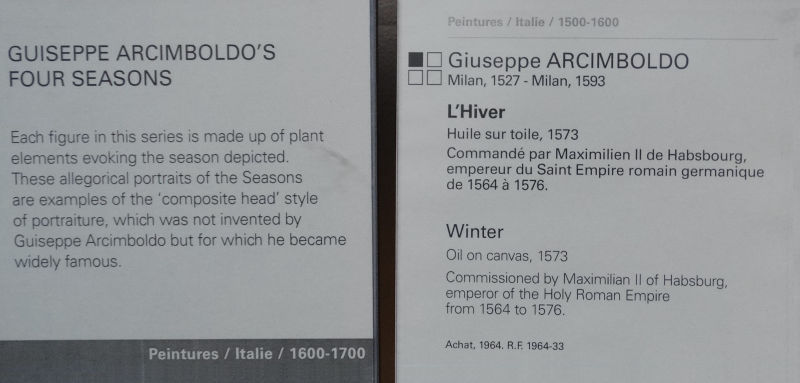 GUISEPPE ARCIMBOLDO'S
FOUR SEASONS
Each figure in this series is made up of plant
elements evoking the season depicted.
These allegorical portraits of the Seasons
are examples of the 'composite head' style
of portraiture, which was not invented by
Guiseppe Arcimboldo but for which he became
widely famous.
Peintures / Italie / 1600-1700
Peintures / Italie / 1500-1600
Giuseppe ARCIMBOLDO
Milan, 1527 - Milan, 1593
L'Hiver
Huile sur toile, 1573
Commandé par Maximilien II de Habsbourg,
empereur du Saint Empire romain germanique
de 1564 à 1576.
Winter
Oil on canvas, 1573
Commissioned by Maximilian II of Habsburg,
emperor of the Holy Roman Empire
from 1564 to 1576.
Achat, 1964. R.F. 1964-33